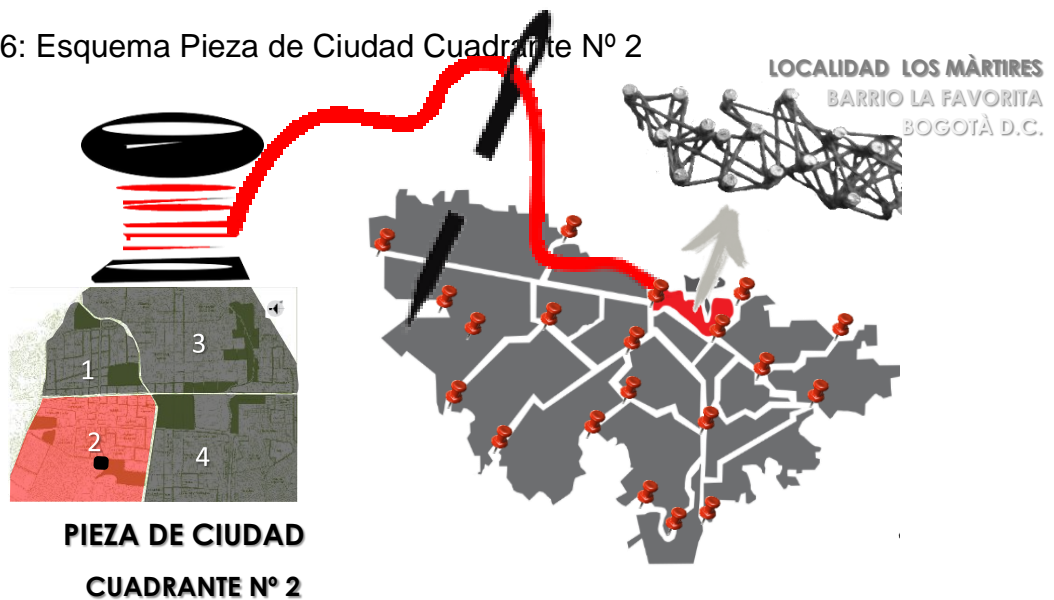 6: Esquema Pieza de Ciudad Cuadrante Nº 2
LOCALIDAD LOS MÀRTIRES
BARRIO LA FAVORITA
BOGOTÀ D.C.
3
1
2
4
PIEZA DE CIUDAD
CUADRANTE Nº 2